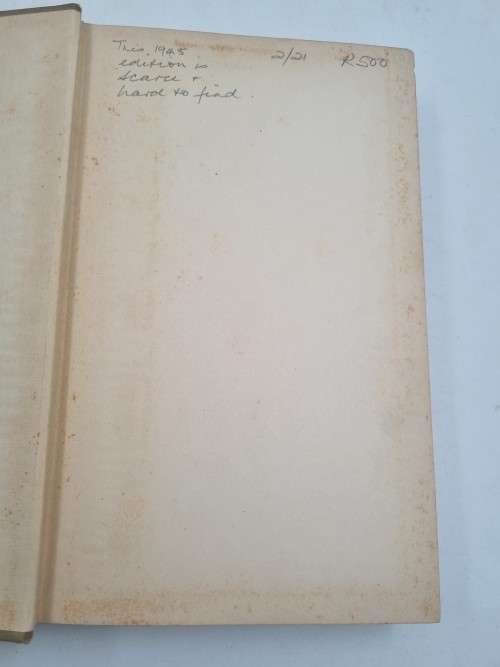 This 1945 2/21 R500
edition is
scarce &
hard to find.